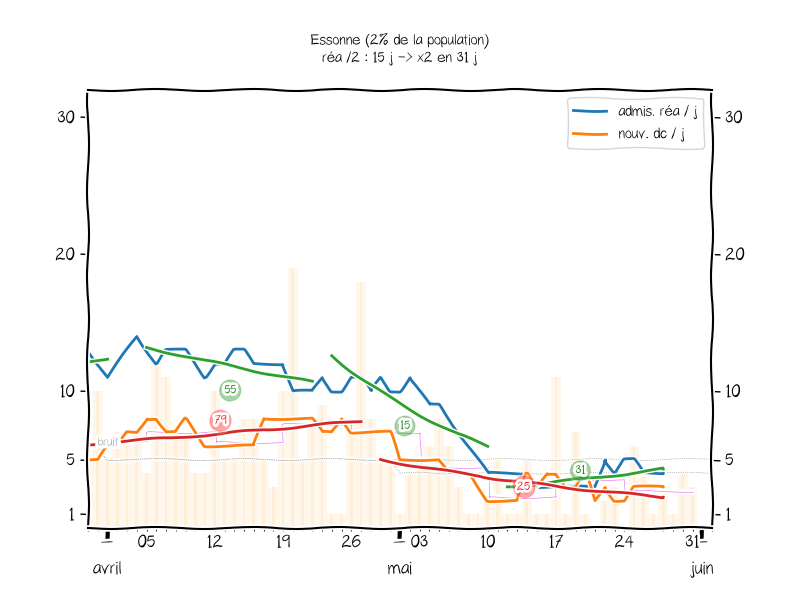 Essonne (2% de la population)
réa /2 : 15 j -> x2 en 31 j
admis. réa / j
nouv. dc / j
30 30
20 20
10 10
5 5
1 1
bruit
55
79
15
25
31
05 12 19 26 03 10 17 24 31
avril mai juin